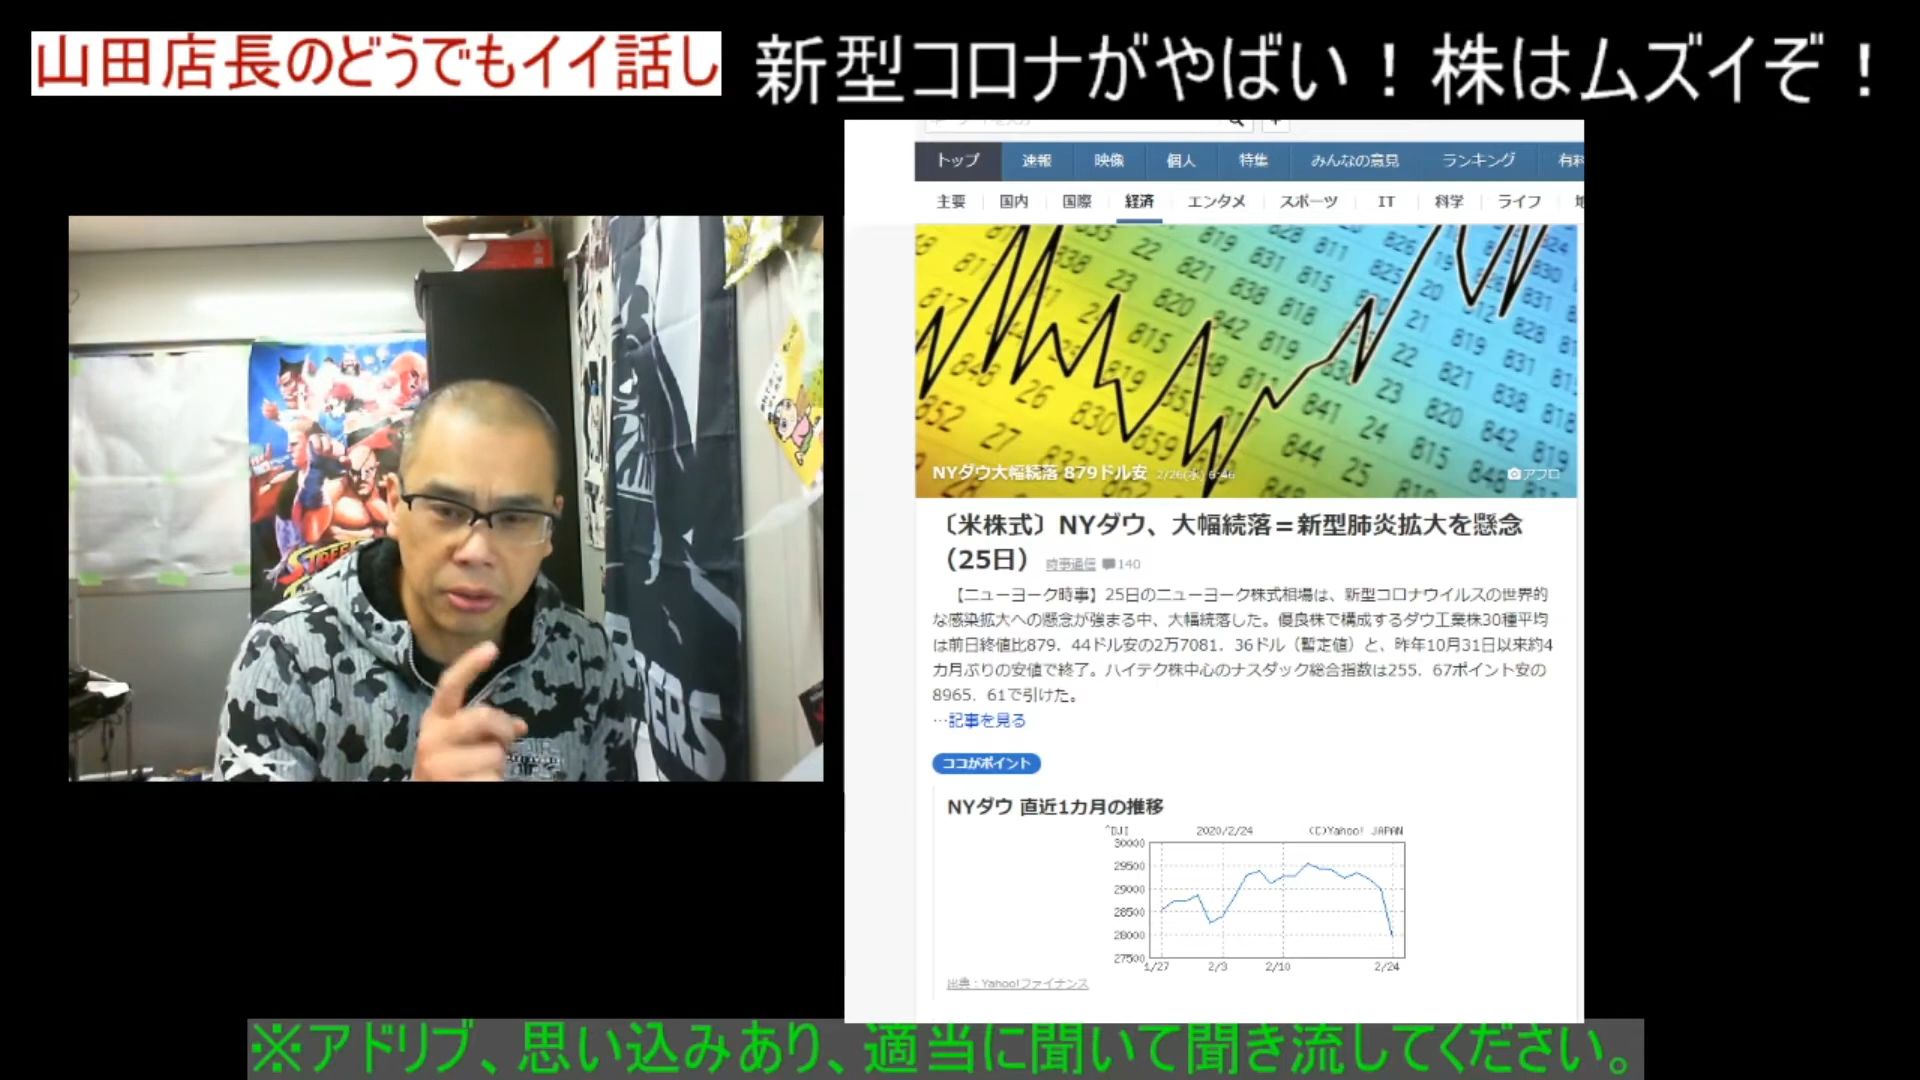 山田店長のどうでもイイ話し
新型コロナがやばい！株はムズイぞ！
トップ 速報 映像 個人 特集 みんなの意見 ランキング 有料
主要 国内 国際 経済 エンタメ スポーツ IT 科学 ライフ
NYダウ大幅続落 879ドル安 2/26(水) 6:46
アフロ
〔米株式〕NYダウ、大幅続落＝新型肺炎拡大を懸念
（25日） 時事通信 140
【ニューヨーク時事】25日のニューヨーク株式相場は、新型コロナウイルスの世界的
な感染拡大への懸念が強まる中、大幅続落した。優良株で構成するダウ工業株30種平均
は前日終値比879．44ドル安の2万7081．36ドル（暫定値）と、昨年10月31日以来約4
カ月ぶりの安値で終了。ハイテク株中心のナスダック総合指数は255．67ポイント安の
8965．61で引けた。
…記事を見る
ココがポイント
NYダウ 直近1カ月の推移
^DJI 2020/2/24 (C)Yahoo! JAPAN
30000
29500
29000
28500
28000
27500
1/27 2/3 2/10 2/24
出典：Yahoo!ファイナンス
STREET
ERS
※アドリブ、思い込みあり、適当に聞いて聞き流してください。